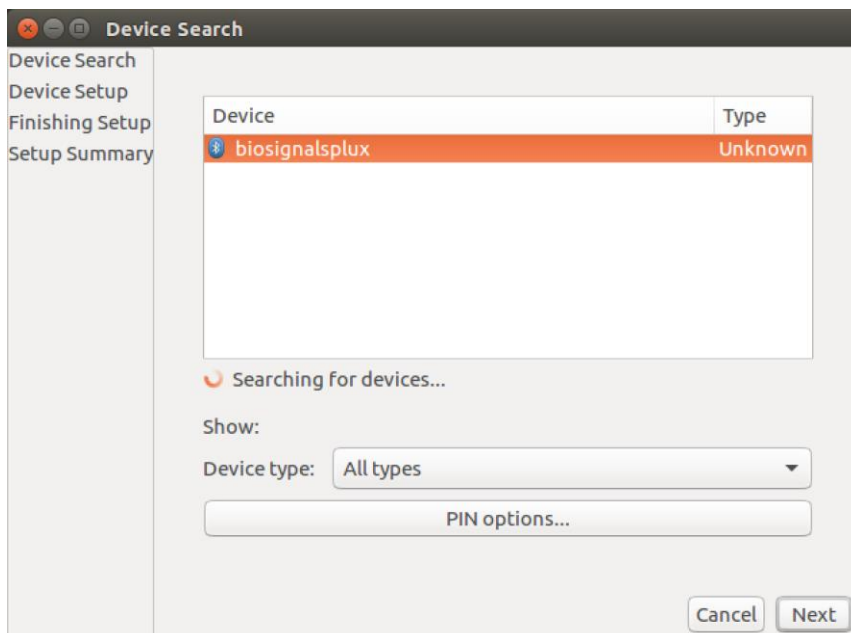 Device Search
Device Search
Device Setup
Finishing Setup
Setup Summary
Device Type
biosignalsplux Unknown
Searching for devices...
Show:
Device type: All types
PIN options...
Cancel Next